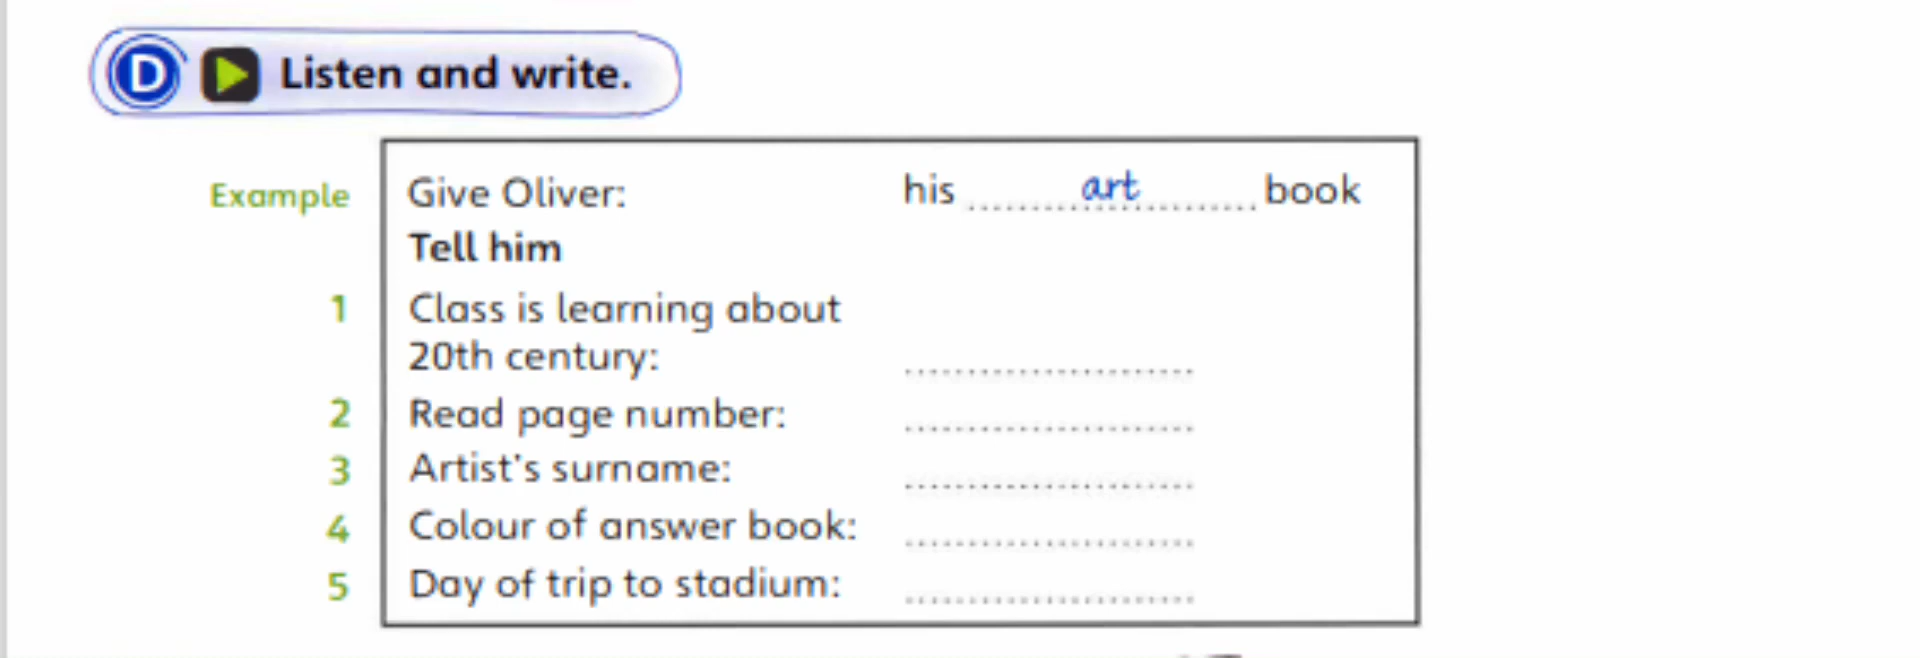 D Listen and write.
Example Give Oliver: his art book
Tell him
1 Class is learning about
20th century:
2 Read page number:
3 Artist's surname:
4 Colour of answer book:
5 Day of trip to stadium: